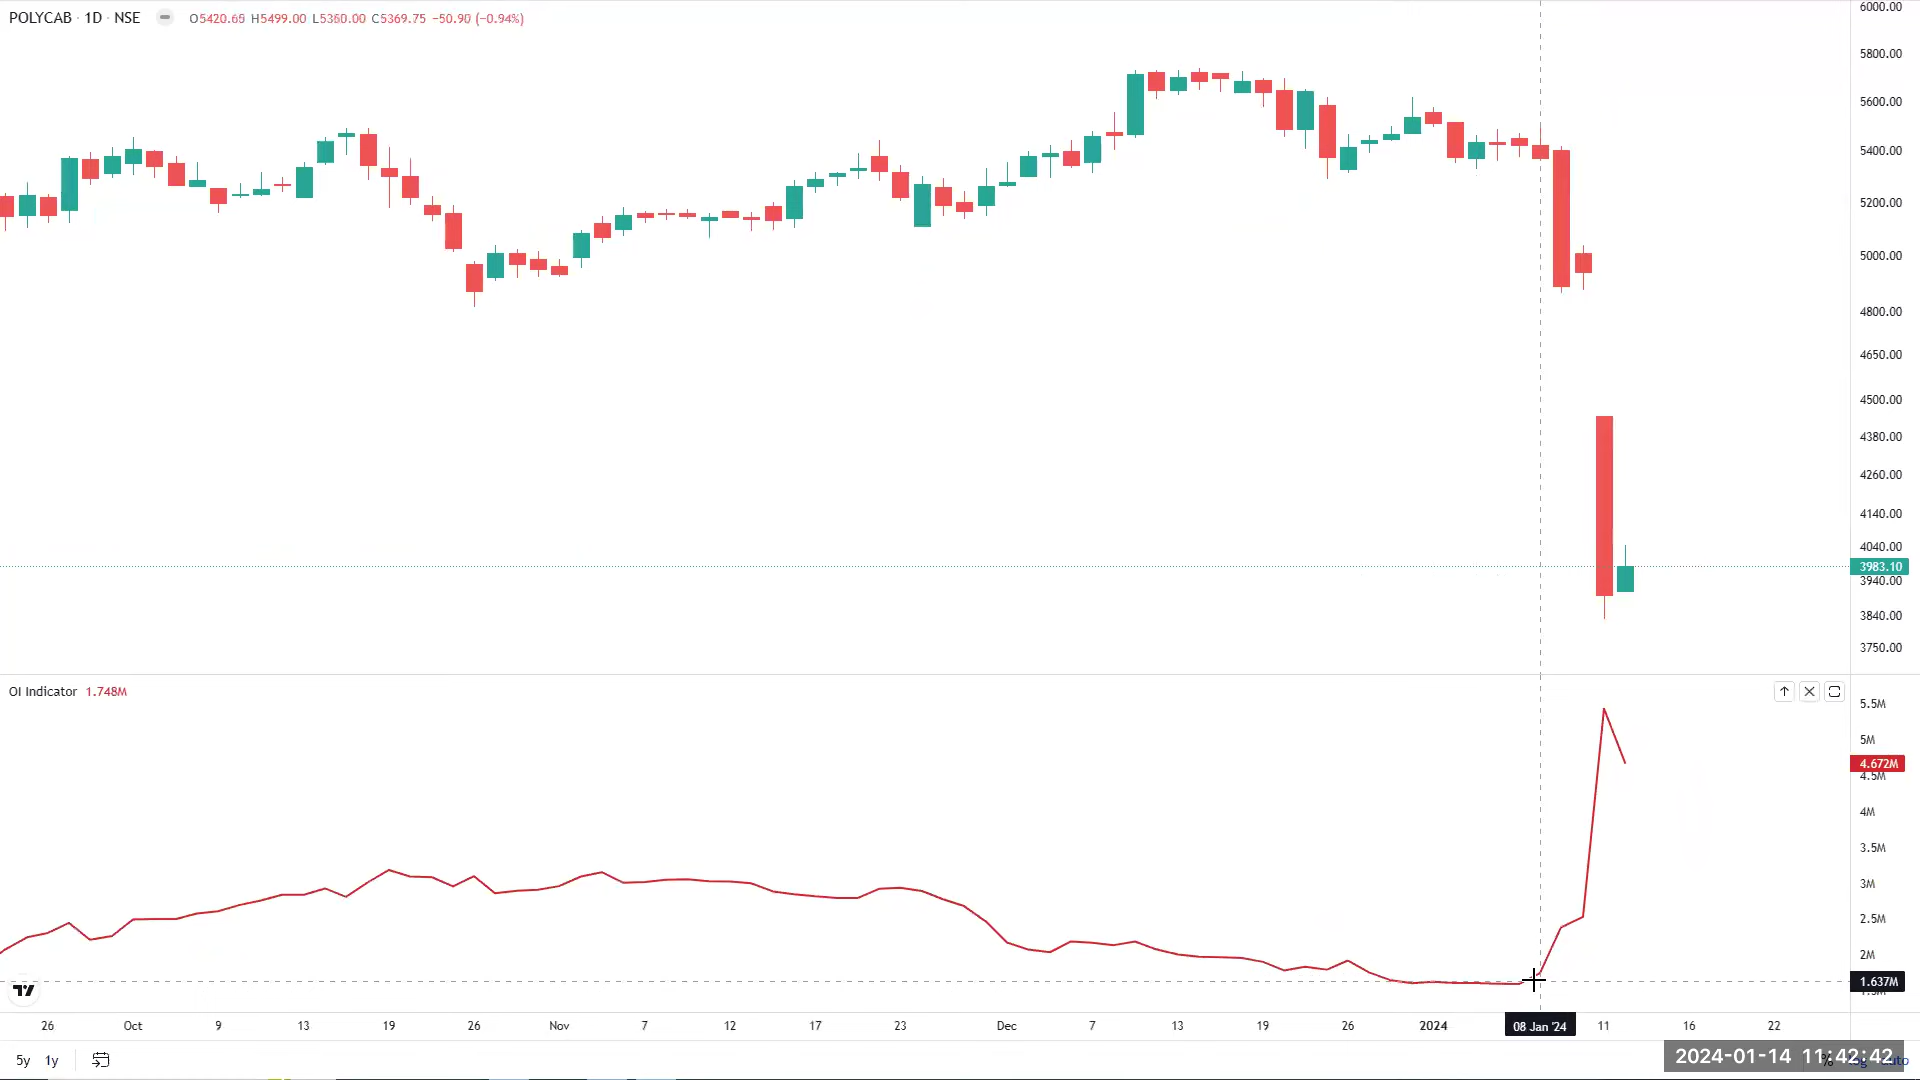 POLYCAB · 1D · NSE O5420.65 H5499.00 L5360.00 C5369.75 −50.90 (−0.94%)
6000.00
5800.00
5600.00
5400.00
5200.00
5000.00
4800.00
4650.00
4500.00
4380.00
4260.00
4140.00
4040.00
3983.10
3940.00
3840.00
3750.00
OI Indicator 1.748M
5.5M
5M
4.672M
4.5M
4M
3.5M
3M
2.5M
2M
1.637M
26 Oct 9 13 19 26 Nov 7 12 17 23 Dec 7 13 19 26 2024 08 Jan '24 11 16 22
5y 1y
2024-01-14 11:42:42